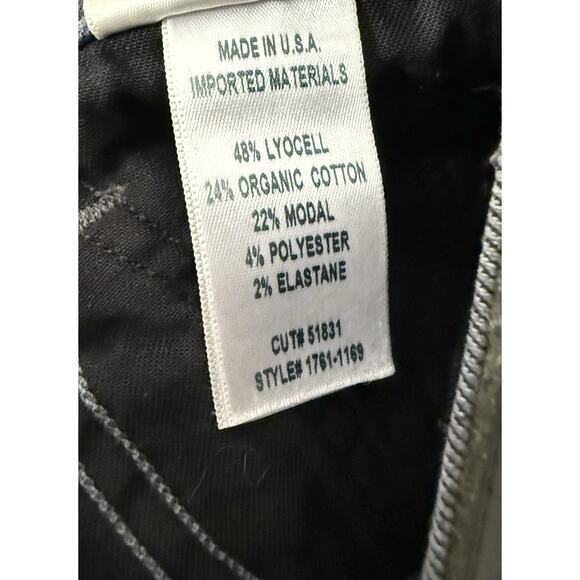 MADE IN U.S.A.
IMPORTED MATERIALS
48% LYOCELL
24% ORGANIC COTTON
22% MODAL
4% POLYESTER
2% ELASTANE
CUT# 51831
STYLE# 1761-1169